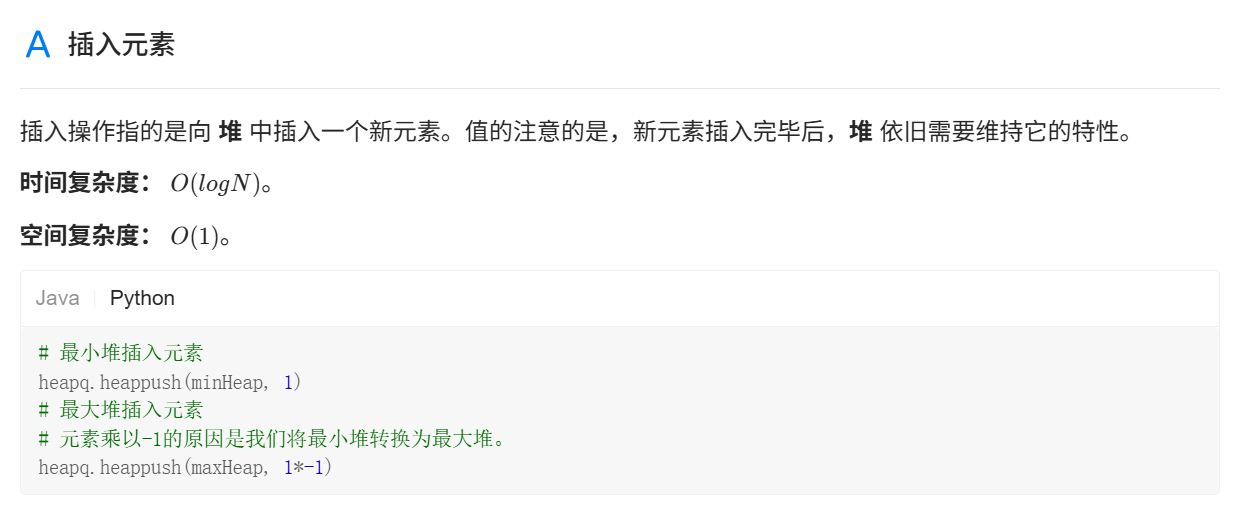 A 插入元素
插入操作指的是向 堆 中插入一个新元素。值的注意的是，新元素插入完毕后，堆 依旧需要维持它的特性。
时间复杂度： O(logN)。
空间复杂度： O(1)。
Java | Python
# 最小堆插入元素
heapq.heappush(minHeap, 1)
# 最大堆插入元素
# 元素乘以-1的原因是我们将最小堆转换为最大堆。
heapq.heappush(maxHeap, 1*-1)